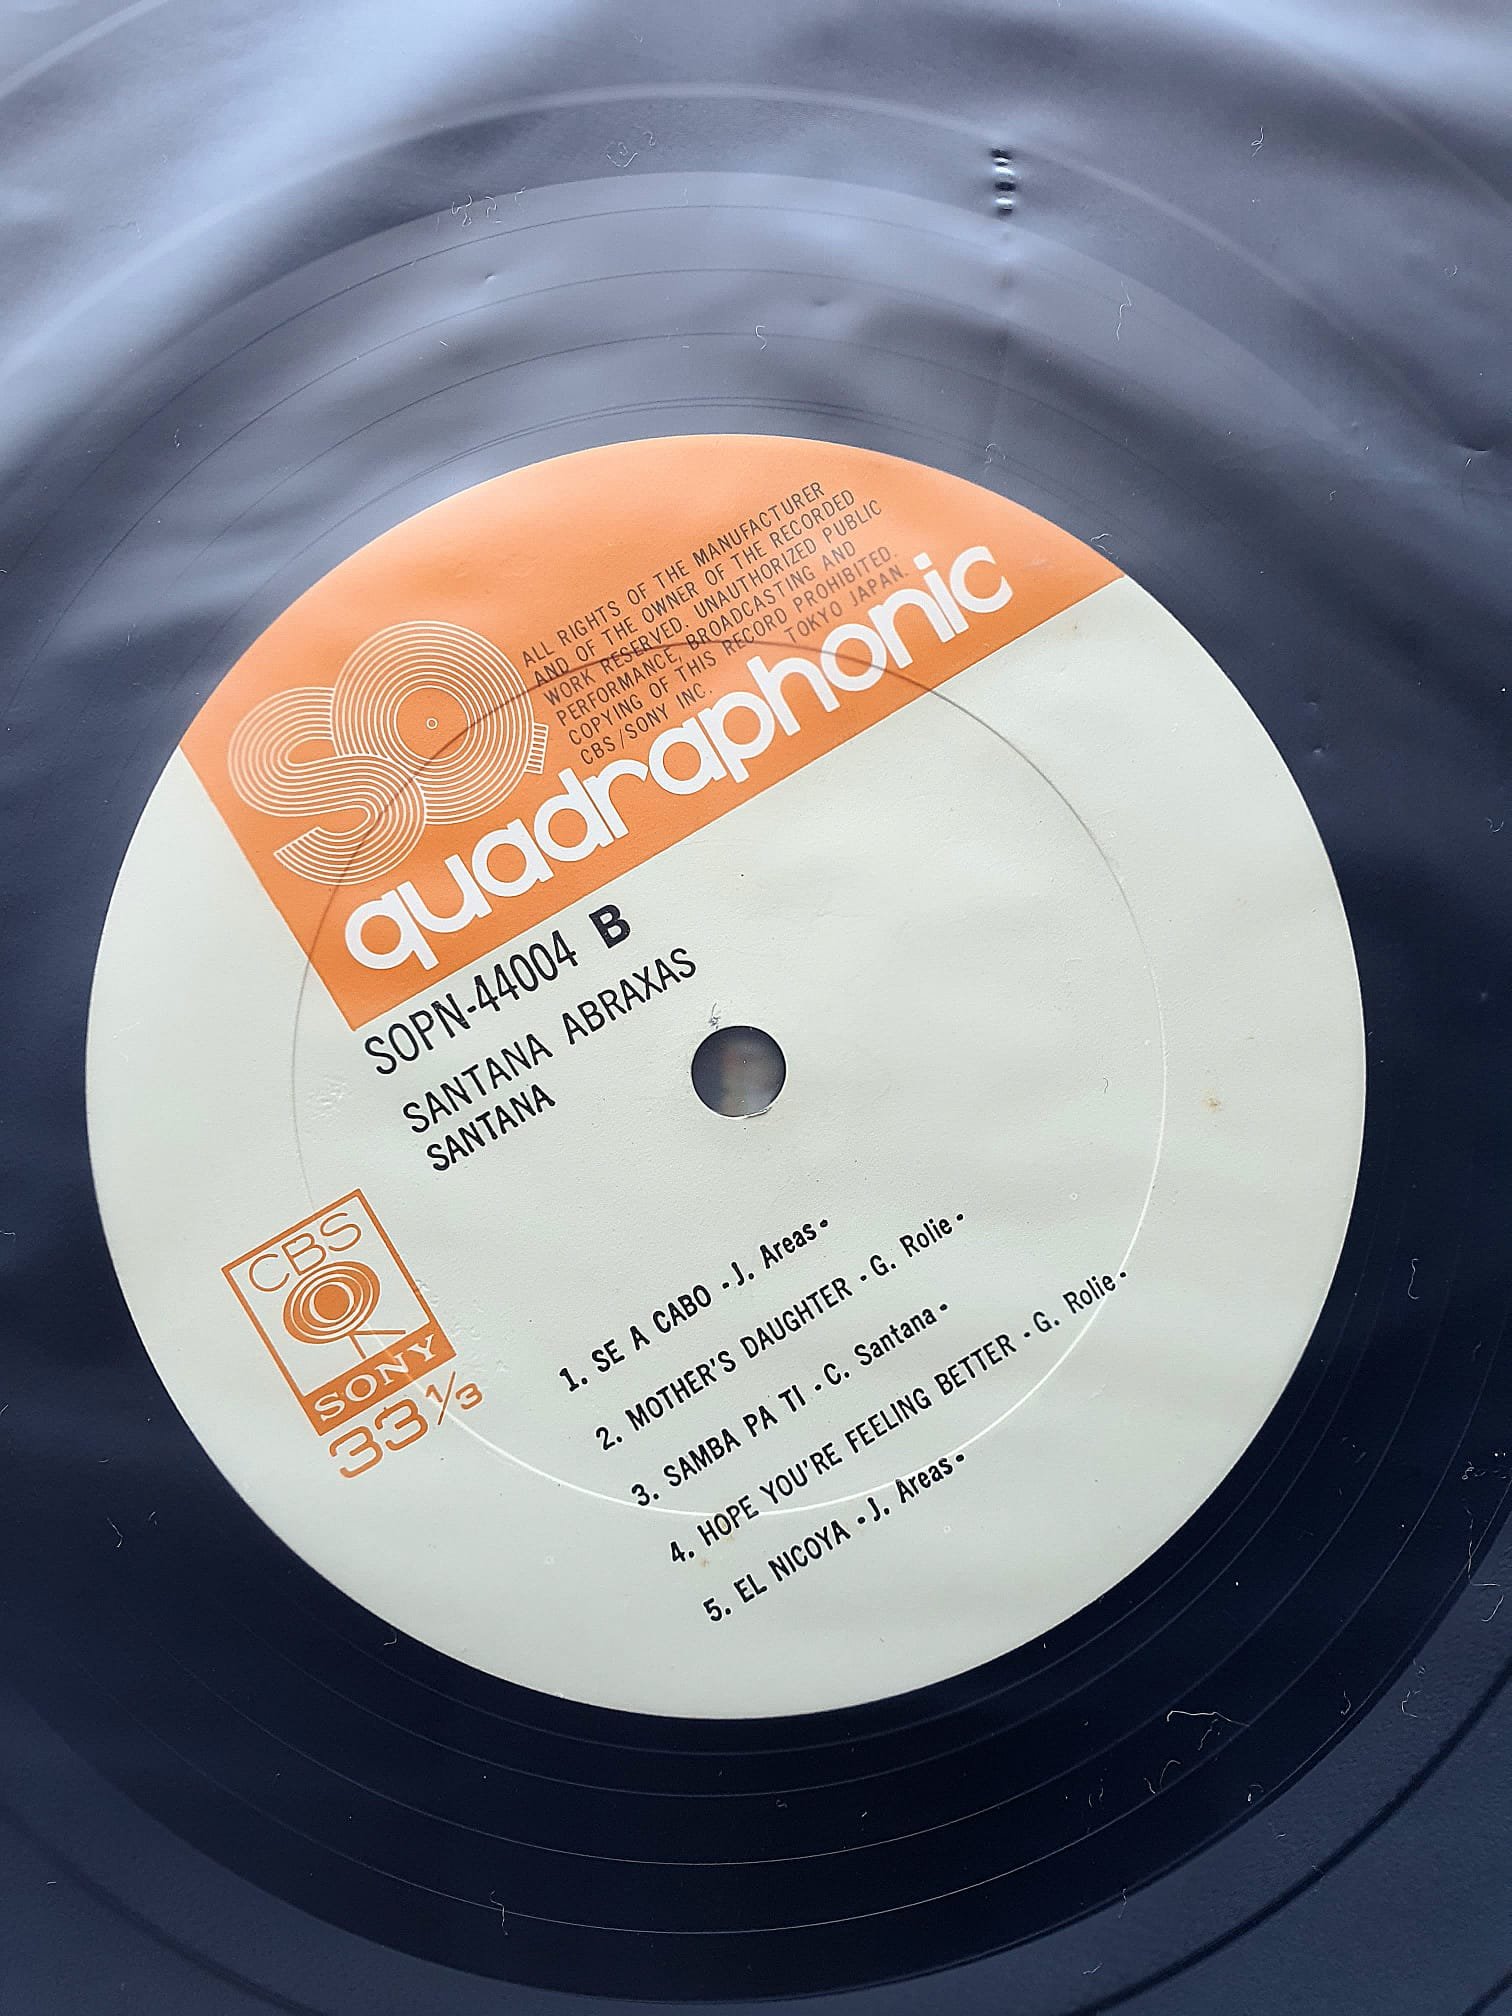 ALL RIGHTS OF THE MANUFACTURER
AND OF THE OWNER OF THE RECORDED
WORK RESERVED. UNAUTHORIZED PUBLIC
PERFORMANCE, BROADCASTING AND
COPYING OF THIS RECORD PROHIBITED.
CBS/SONY INC. TOKYO JAPAN.
SQ
quadraphonic
SOPN-44004 B
SANTANA ABRAXAS
SANTANA
CBS
SONY
33 1/3
1. SE A CABO - J. Areas -
2. MOTHER'S DAUGHTER - G. Rolie -
3. SAMBA PA TI - C. Santana -
4. HOPE YOU'RE FEELING BETTER - G. Rolie -
5. EL NICOYA - J. Areas -